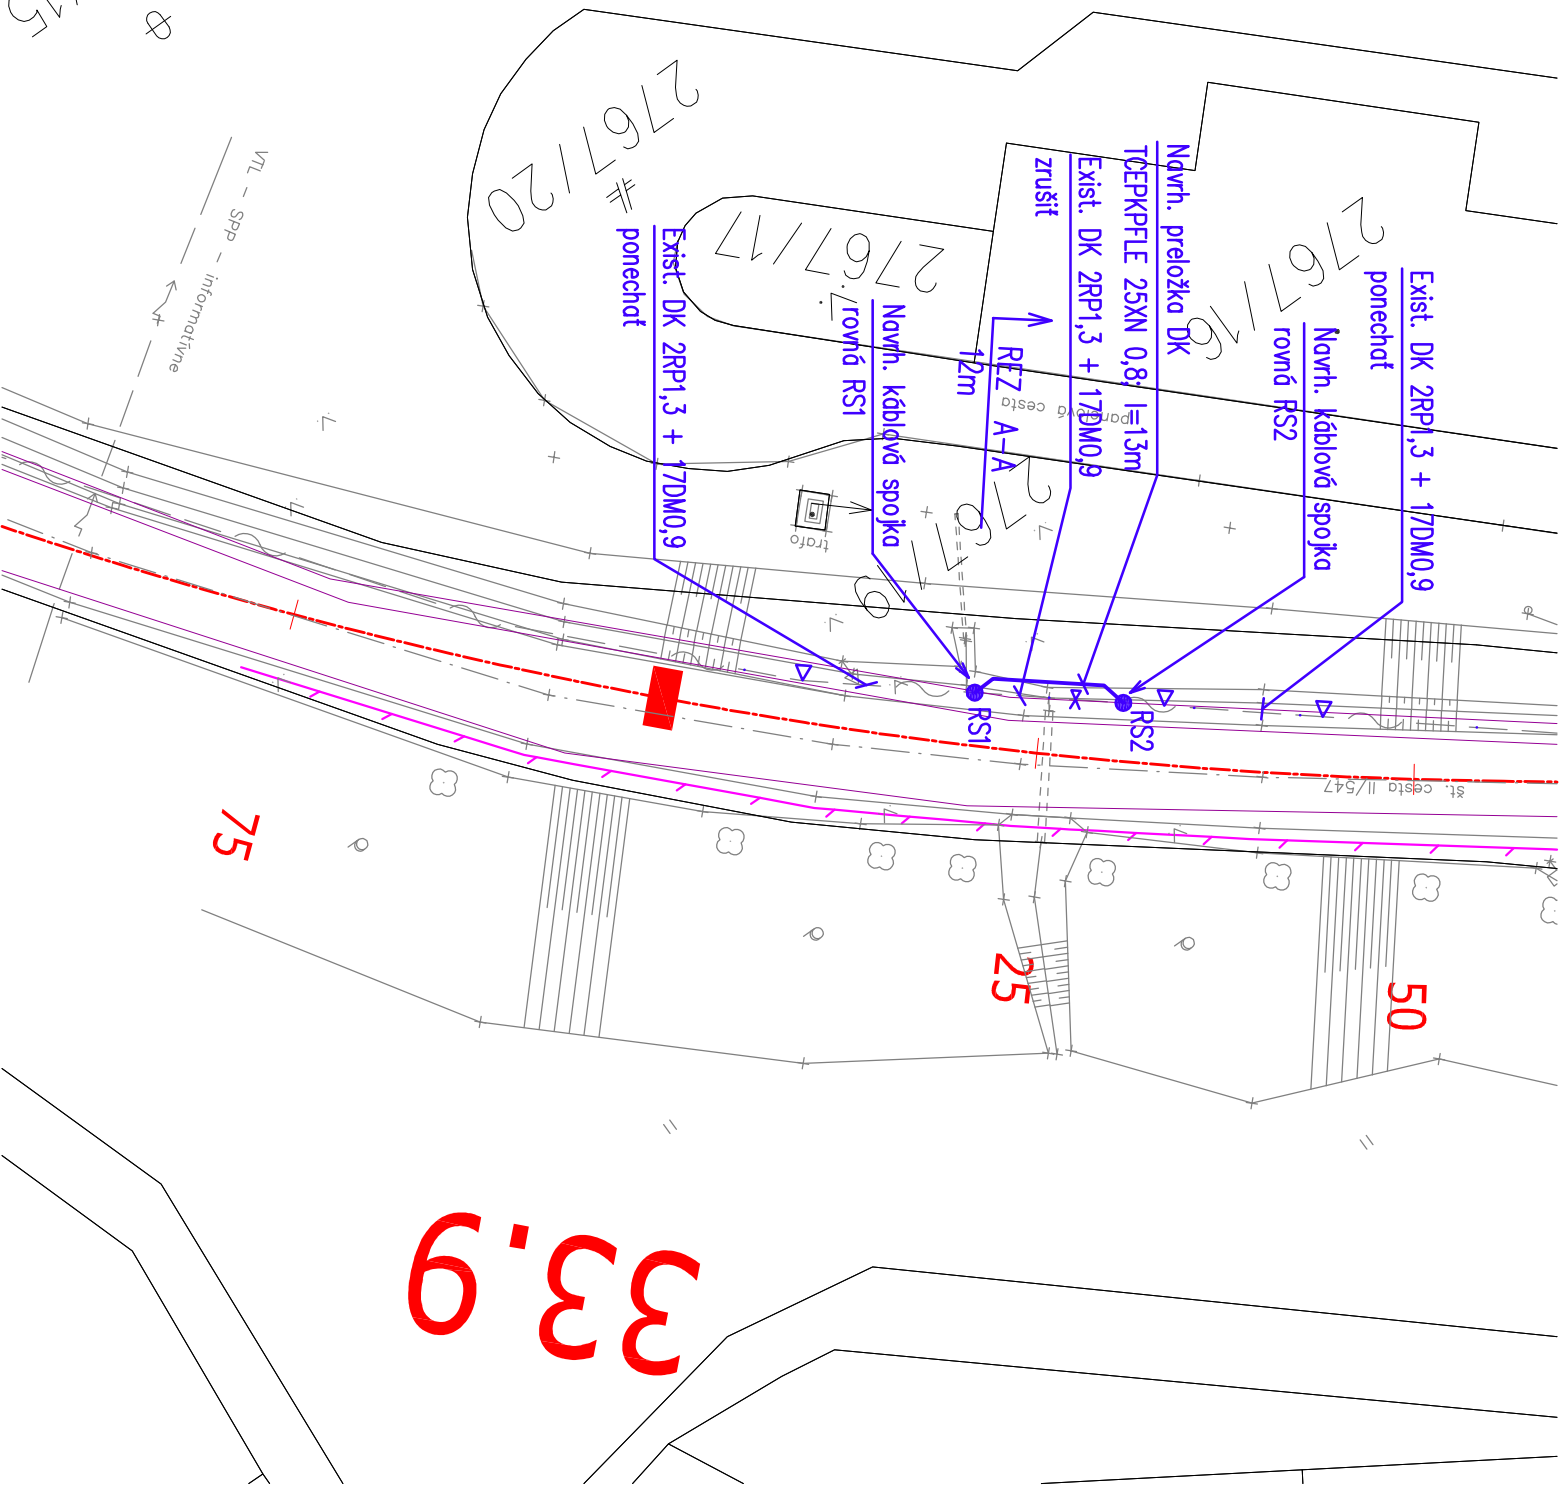 2767/20
2767/17
2767/16
2767/19
VTL - SPP - informatívne
Exist. DK 2RP1,3 + 17DM0,9
ponechať
Navrh. káblová spojka
rovná RS1
REZ A-A
12m
Exist. DK 2RP1,3 + 17DM0,9
zrušiť
Navrh. preložka DK
TCEPKPFLE 25XN 0,8; l=13m
Navrh. káblová spojka
rovná RS2
Exist. DK 2RP1,3 + 17DM0,9
ponechať
panelová cesta
trafo
RS1
RS2
št. cesta II/547
75
25
50
33.9